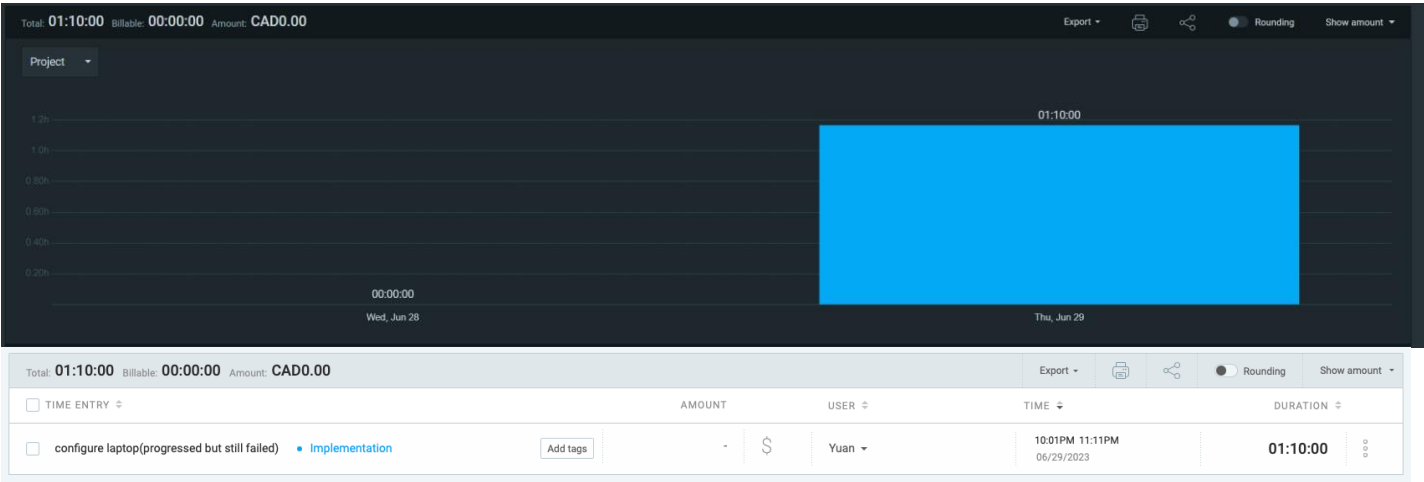 Total: 01:10:00 Billable: 00:00:00 Amount: CAD0.00 Export Rounding Show amount
Project
01:10:00
1.2h
1.0h
0.80h
0.60h
0.40h
0.20h
00:00:00
Wed, Jun 28 Thu, Jun 29
Total: 01:10:00 Billable: 00:00:00 Amount: CAD0.00 Export Rounding Show amount
TIME ENTRY AMOUNT USER TIME DURATION
configure laptop(progressed but still failed) • Implementation Add tags - $ Yuan 10:01PM 11:11PM 01:10:00
06/29/2023